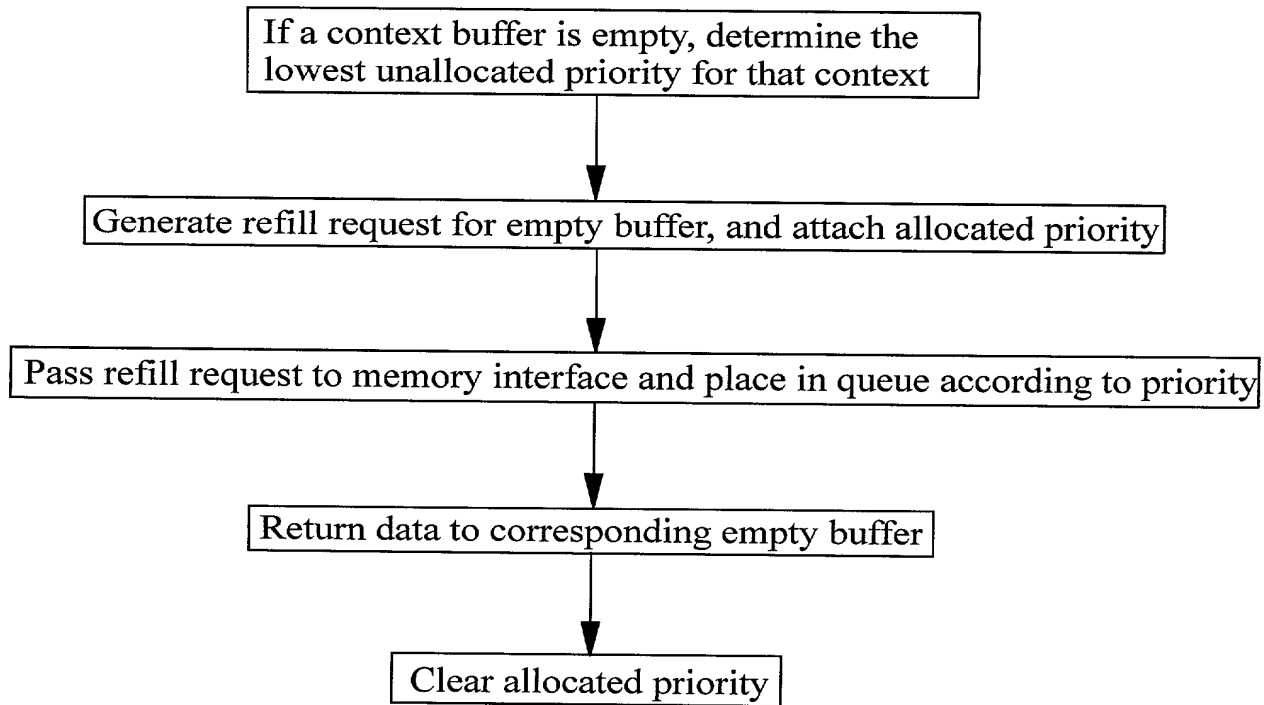 If a context buffer is empty, determine the
lowest unallocated priority for that context
Generate refill request for empty buffer, and attach allocated priority
Pass refill request to memory interface and place in queue according to priority
Return data to corresponding empty buffer
Clear allocated priority